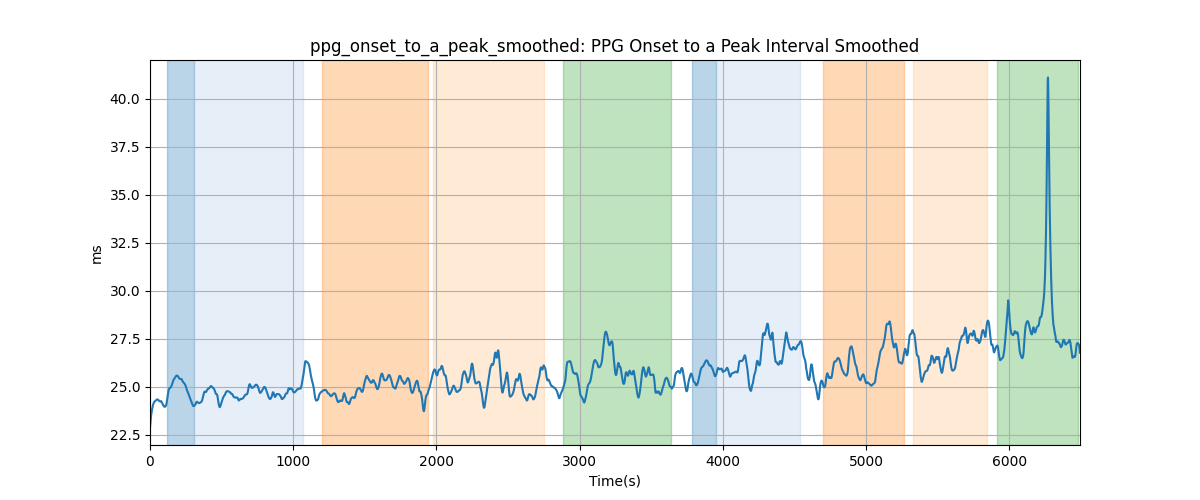 ppg_onset_to_a_peak_smoothed: PPG Onset to a Peak Interval Smoothed
40.0
37.5
35.0
32.5
30.0
27.5
25.0
22.5
ms
0 1000 2000 3000 4000 5000 6000
Time(s)